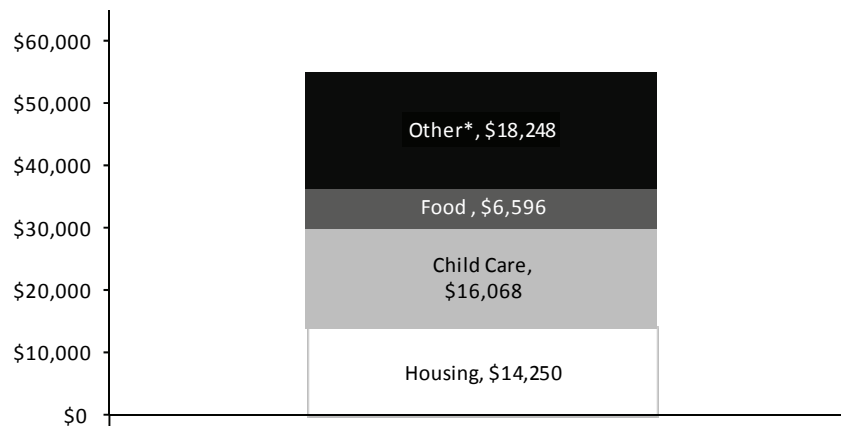 $60,000
$50,000
$40,000
$30,000
$20,000
$10,000
$0
Other*, $18,248
Food , $6,596
Child Care,
$16,068
Housing, $14,250